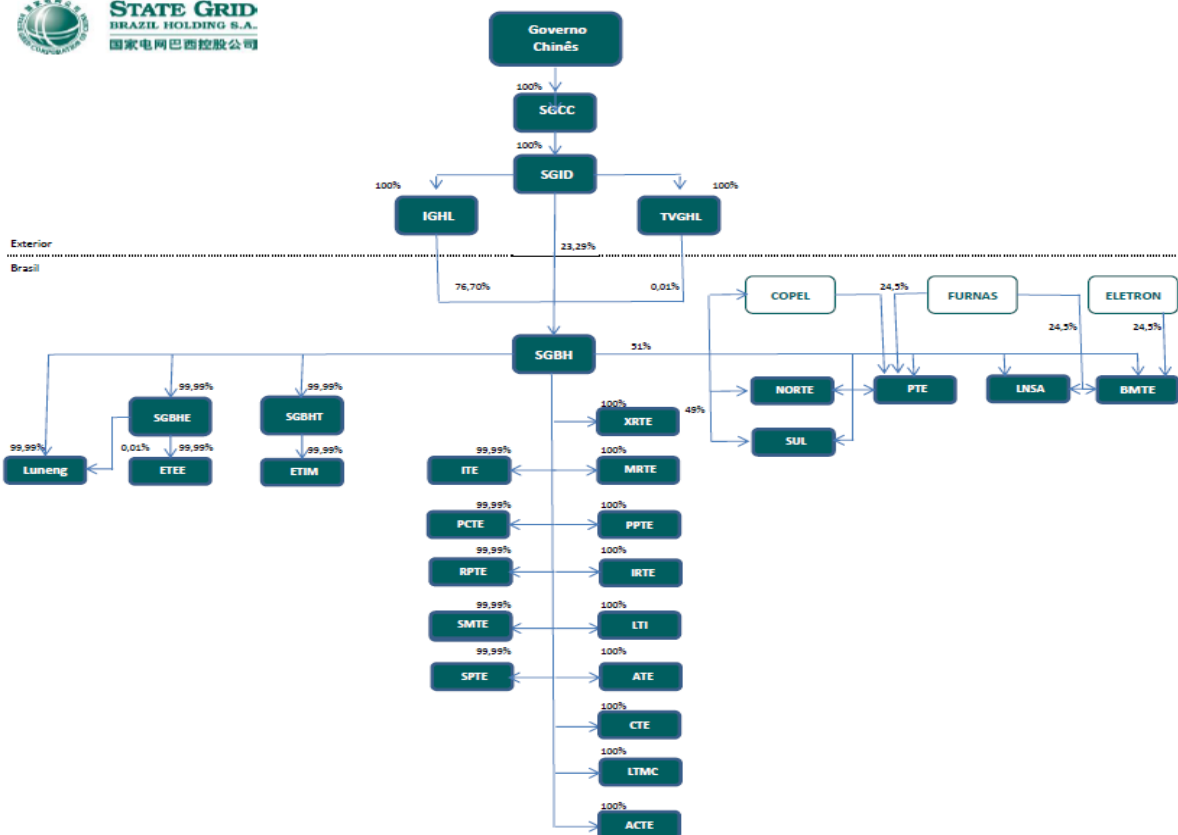 STATE GRID
BRAZIL HOLDING S.A.
国家电网巴西控股公司
Governo
Chinês
100%
SGCC
100%
SGID
100%
100%
IGHL
TVGHL
Exterior
23,29%
Brasil
76,70%
0,01%
COPEL
24,5%
FURNAS
ELETRON
24,5%
24,5%
SGBH
51%
99,99%
99,99%
NORTE
PTE
LNSA
BMTE
SGBHE
SGBHT
100%
49%
XRTE
SUL
99,99%
0,01%
99,99%
99,99%
Luneng
ETEE
ETIM
99,99%
100%
ITE
MRTE
99,99%
100%
PCTE
PPTE
99,99%
100%
RPTE
IRTE
99,99%
100%
SMTE
LTI
99,99%
100%
SPTE
ATE
100%
CTE
100%
LTMC
100%
ACTE